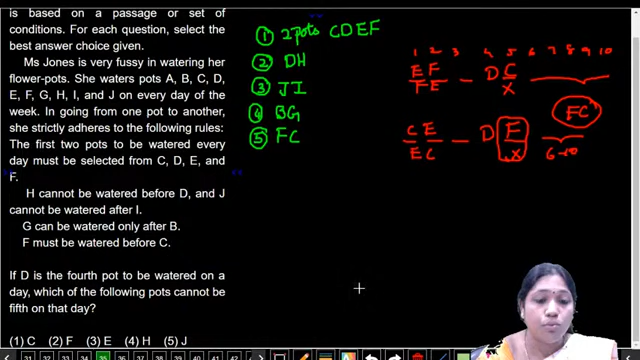 is based on a passage or set of
conditions. For each question, select the
best answer choice given.
Ms Jones is very fussy in watering her
flower-pots. She waters pots A, B, C, D,
E, F, G, H, I, and J on every day of the
week. In going from one pot to another,
she strictly adheres to the following rules:
The first two pots to be watered every
day must be selected from C, D, E, and
F.
H cannot be watered before D, and J
cannot be watered after I.
G can be watered only after B.
F must be watered before C.
If D is the fourth pot to be watered on a
day, which of the following pots cannot be
fifth on that day?
(1) C (2) F (3) E (4) H (5) J
① 2 pots C D E F
② DH
③ JI
④ BG
⑤ FC
1 2 3 4 5 6 7 8 9 10
E F — D C
F E X
FC
C E — D F
E C X 6-10